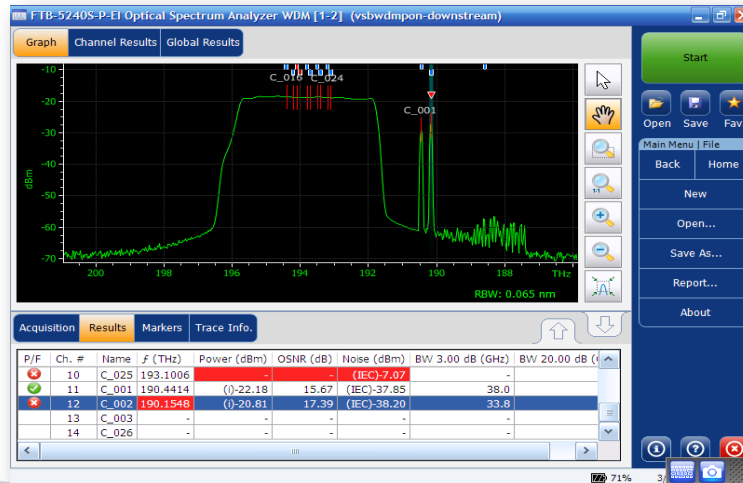 FTB-5240S-P-EI Optical Spectrum Analyzer WDM [1-2] (vsbwdmpon-downstream)
Graph Channel Results Global Results
Start
Open Save Fav
Main Menu | File
Back Home
New
Open...
Save As...
Report...
About
-10
-20
-30
-40
-50
-60
-70
dBm
C_016 C_024
C_001
200 198 196 194 192 190 188 THz
RBW: 0.065 nm
1:1
Acquisition Results Markers Trace Info.
P/F Ch. # Name f (THz) Power (dBm) OSNR (dB) Noise (dBm) BW 3.00 dB (GHz) BW 20.00 dB (
10 C_025 193.1006 - - (IEC)-7.07 -
11 C_001 190.4414 (i)-22.18 15.67 (IEC)-37.85 38.0
12 C_002 190.1548 (i)-20.81 17.39 (IEC)-38.20 33.8
13 C_003 - - - - -
14 C_026 - - - - -
71% 3/